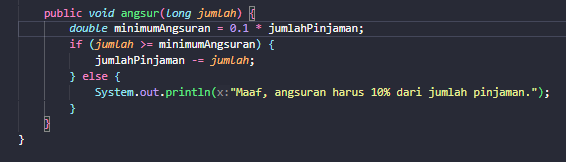 public void angsur(long jumlah) {
double minimumAngsuran = 0.1 * jumlahPinjaman;
if (jumlah >= minimumAngsuran) {
jumlahPinjaman -= jumlah;
} else {
System.out.println(x:"Maaf, angsuran harus 10% dari jumlah pinjaman.");
}
}
}